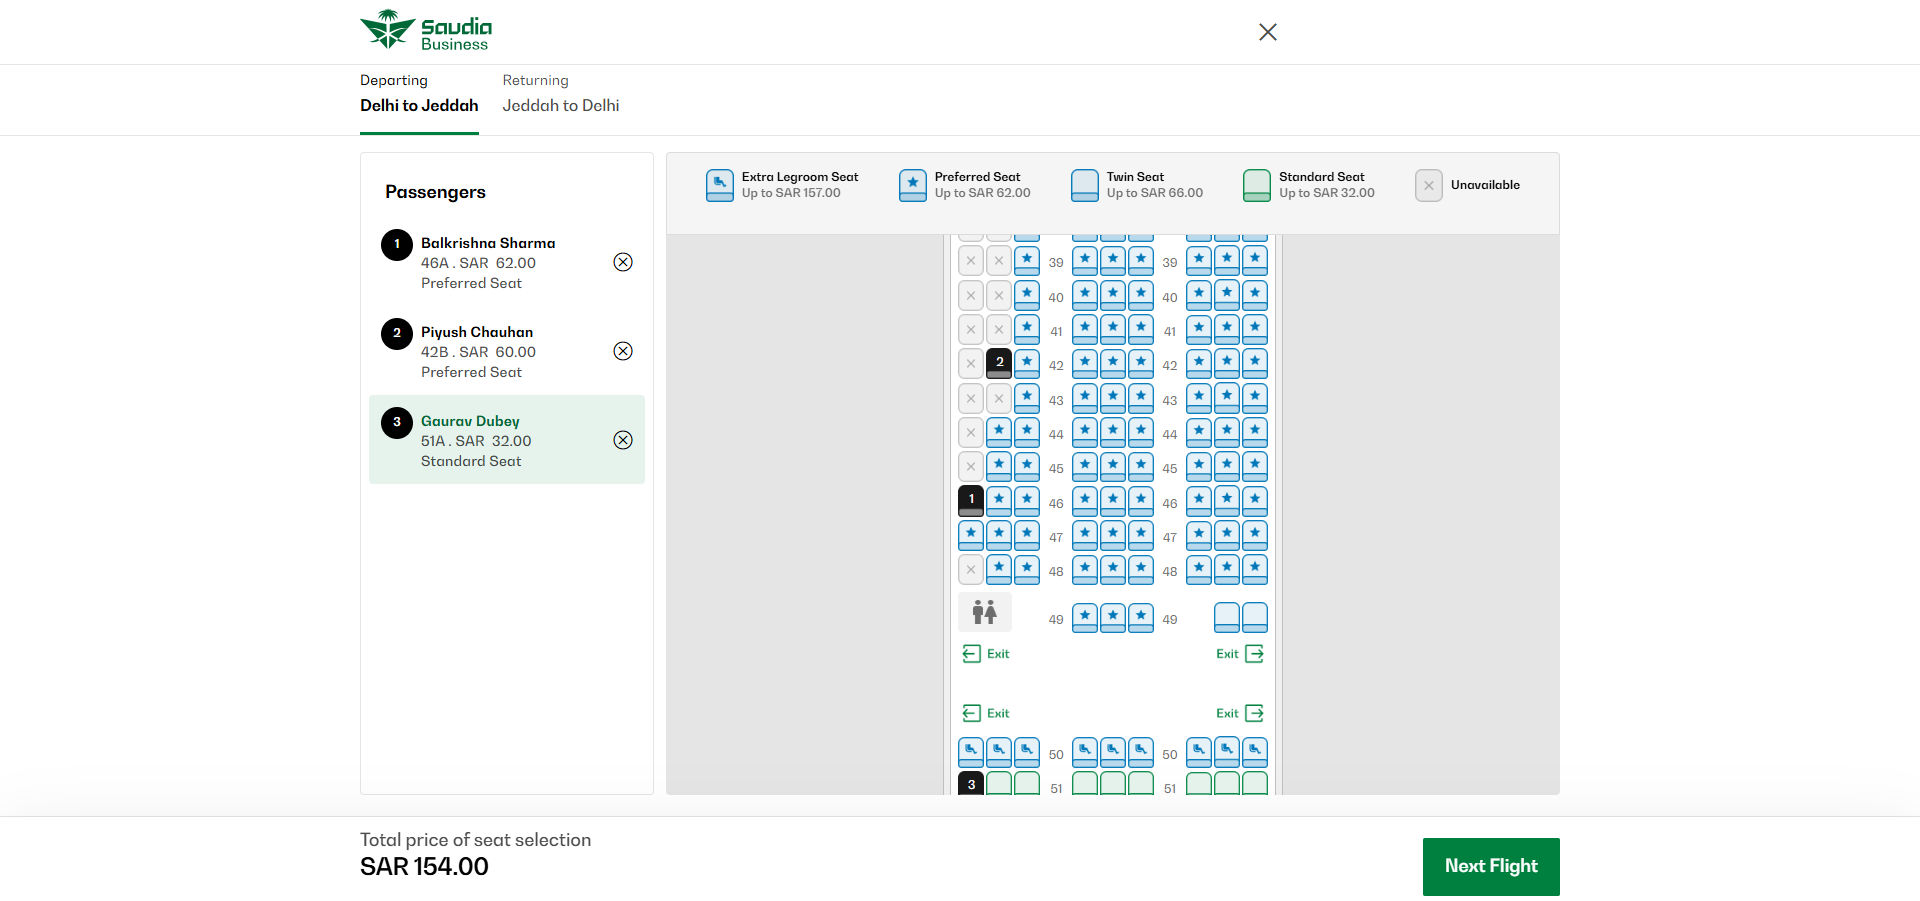 Saudia
Business
Departing
Delhi to Jeddah
Returning
Jeddah to Delhi
Passengers
1
Balkrishna Sharma
46A . SAR 62.00
Preferred Seat
2
Piyush Chauhan
42B . SAR 60.00
Preferred Seat
3
Gaurav Dubey
51A . SAR 32.00
Standard Seat
Extra Legroom Seat
Up to SAR 157.00
Preferred Seat
Up to SAR 62.00
Twin Seat
Up to SAR 66.00
Standard Seat
Up to SAR 32.00
Unavailable
39 39
40 40
41 41
2 42 42
43 43
44 44
45 45
1 46 46
47 47
48 48
49 49
Exit Exit
Exit Exit
50 50
3 51 51
Total price of seat selection
SAR 154.00
Next Flight